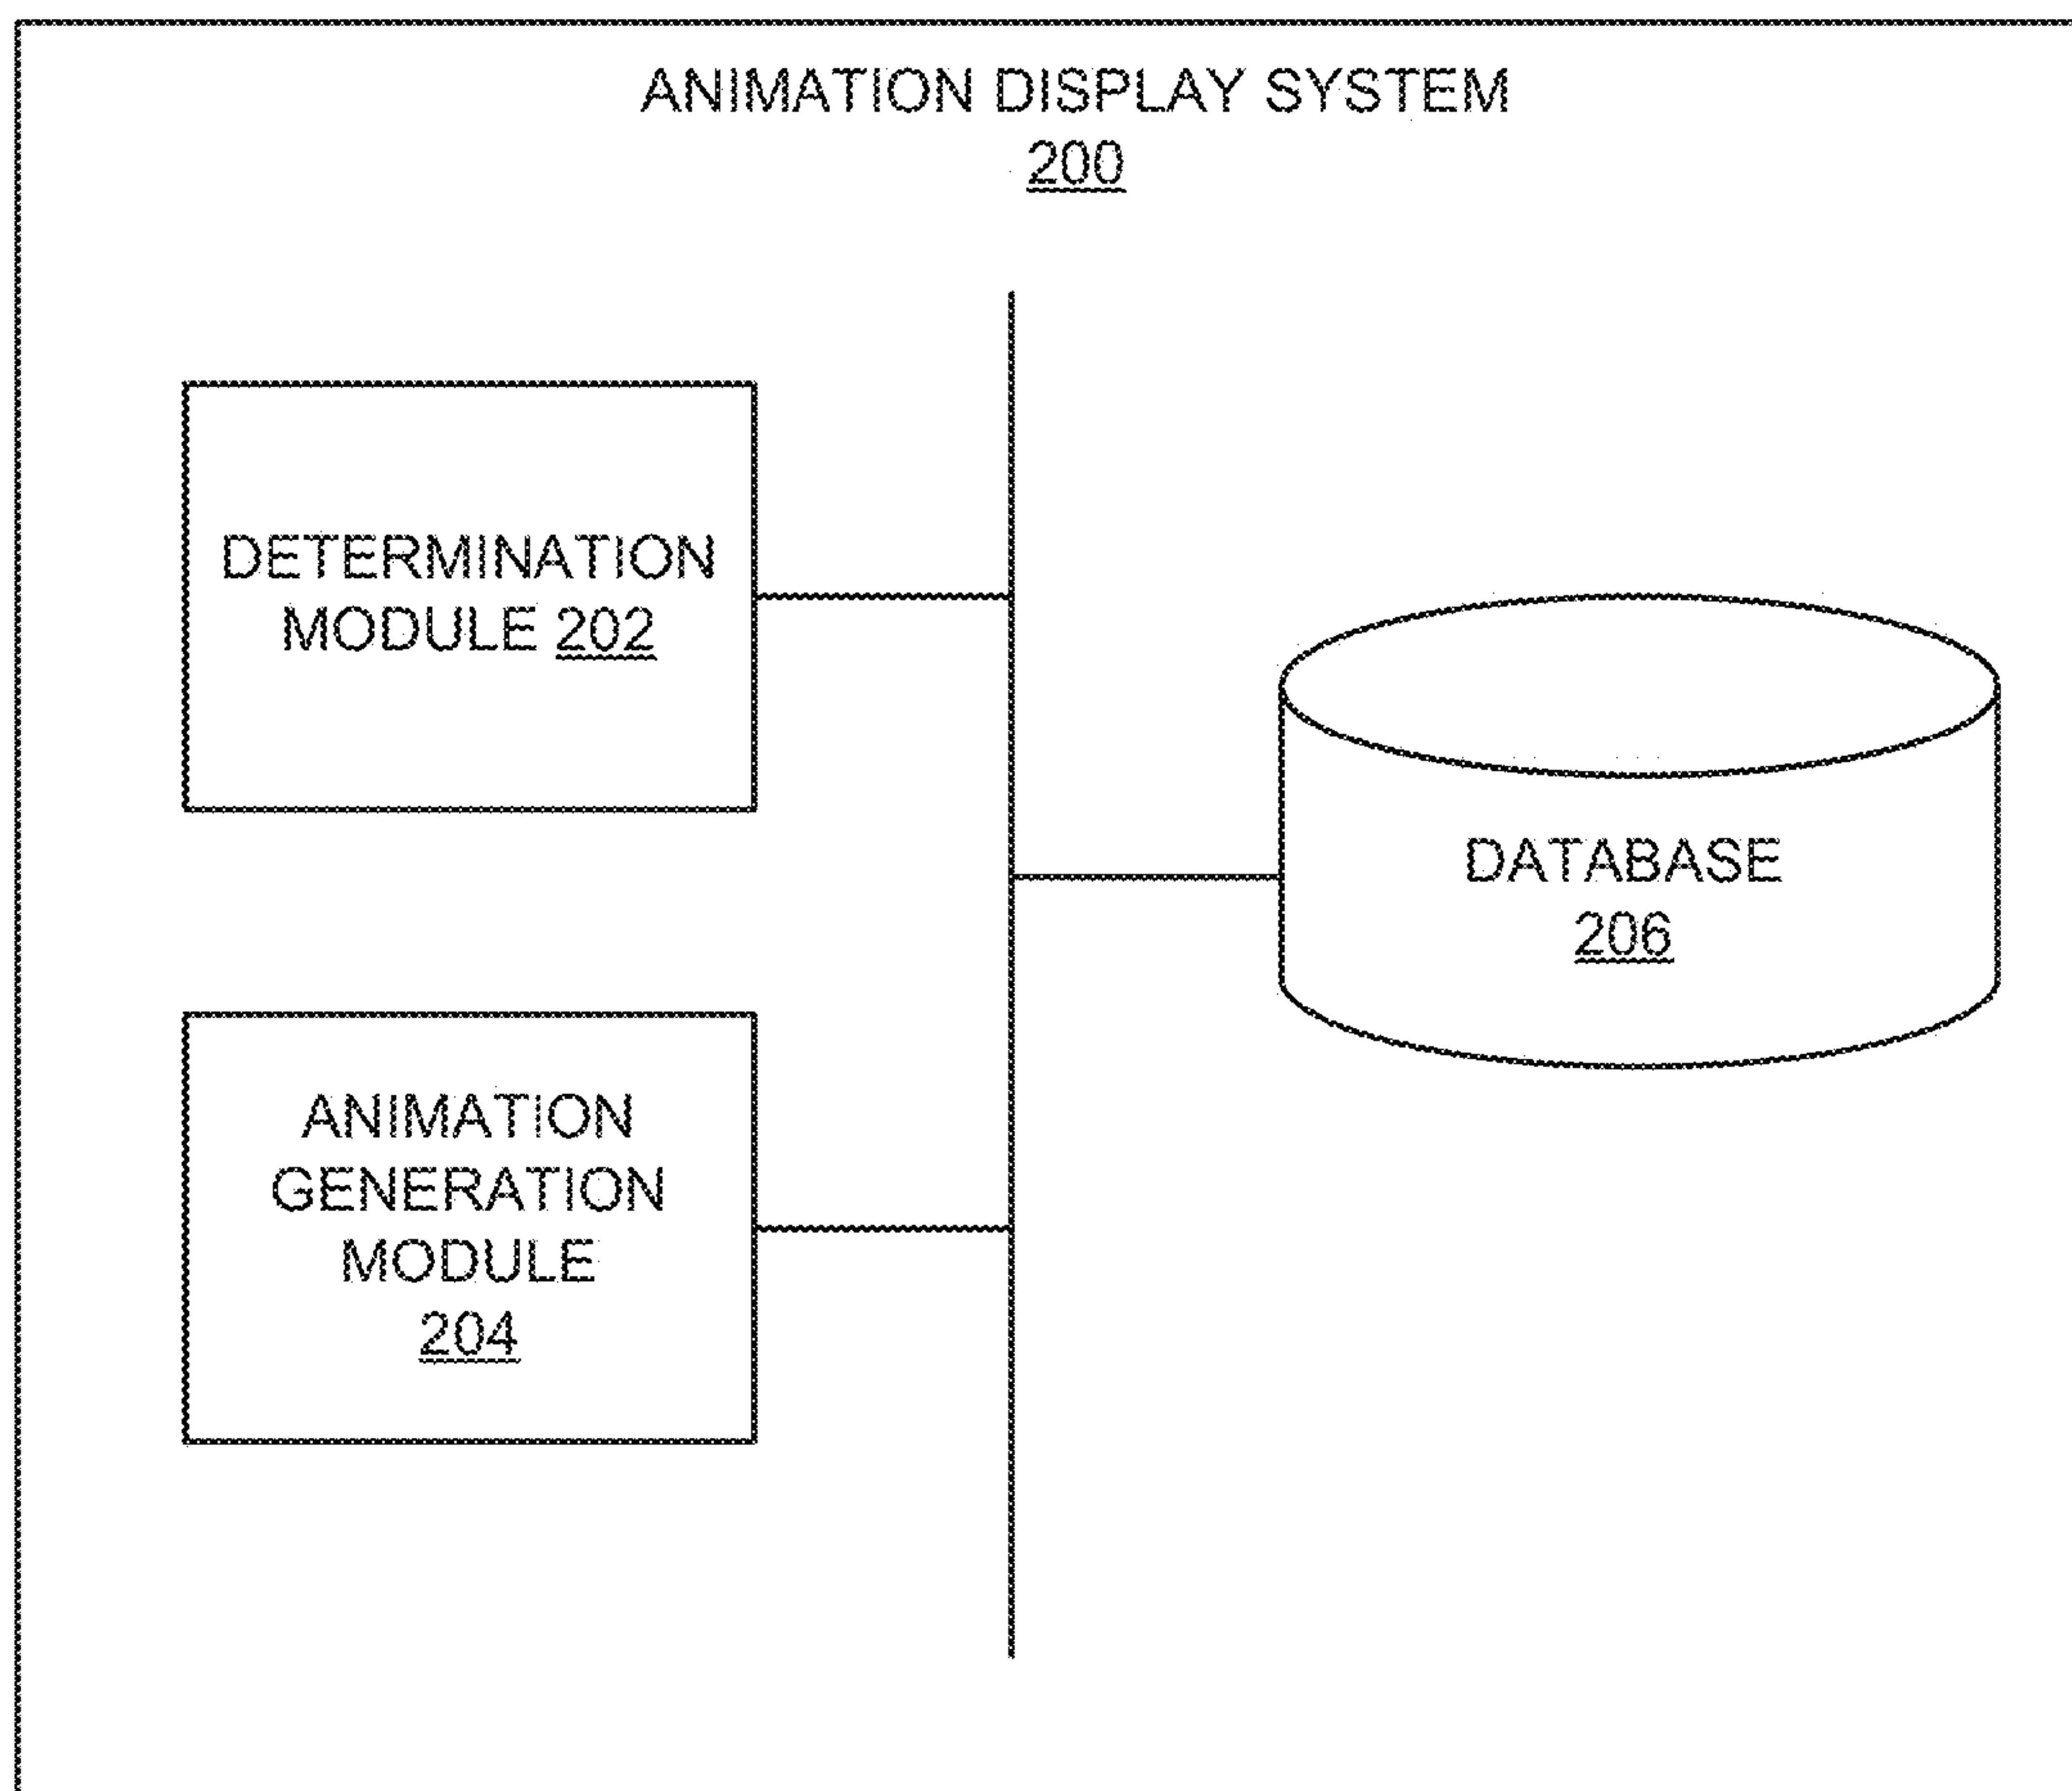 ANIMATION DISPLAY SYSTEM
200
DETERMINATION
MODULE 202
DATABASE
206
ANIMATION
GENERATION
MODULE
204